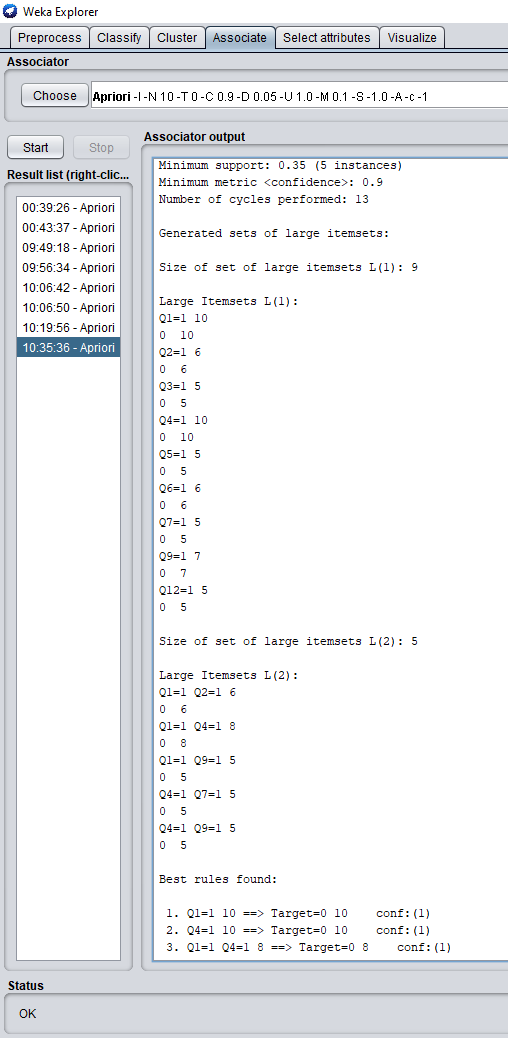 Weka Explorer
Preprocess Classify Cluster Associate Select attributes Visualize
Associator
Choose Apriori -I -N 10 -T 0 -C 0.9 -D 0.05 -U 1.0 -M 0.1 -S -1.0 -A -c -1
Start Stop
Result list (right-clic...
00:39:26 - Apriori
00:43:37 - Apriori
09:49:18 - Apriori
09:56:34 - Apriori
10:06:42 - Apriori
10:06:50 - Apriori
10:19:56 - Apriori
10:35:36 - Apriori
Associator output
Minimum support: 0.35 (5 instances)
Minimum metric <confidence>: 0.9
Number of cycles performed: 13
Generated sets of large itemsets:
Size of set of large itemsets L(1): 9
Large Itemsets L(1):
Q1=1 10
0 10
Q2=1 6
0 6
Q3=1 5
0 5
Q4=1 10
0 10
Q5=1 5
0 5
Q6=1 6
0 6
Q7=1 5
0 5
Q9=1 7
0 7
Q12=1 5
0 5
Size of set of large itemsets L(2): 5
Large Itemsets L(2):
Q1=1 Q2=1 6
0 6
Q1=1 Q4=1 8
0 8
Q1=1 Q9=1 5
0 5
Q4=1 Q7=1 5
0 5
Q4=1 Q9=1 5
0 5
Best rules found:
1. Q1=1 10 ==> Target=0 10 conf:(1)
2. Q4=1 10 ==> Target=0 10 conf:(1)
3. Q1=1 Q4=1 8 ==> Target=0 8 conf:(1)
Status
OK